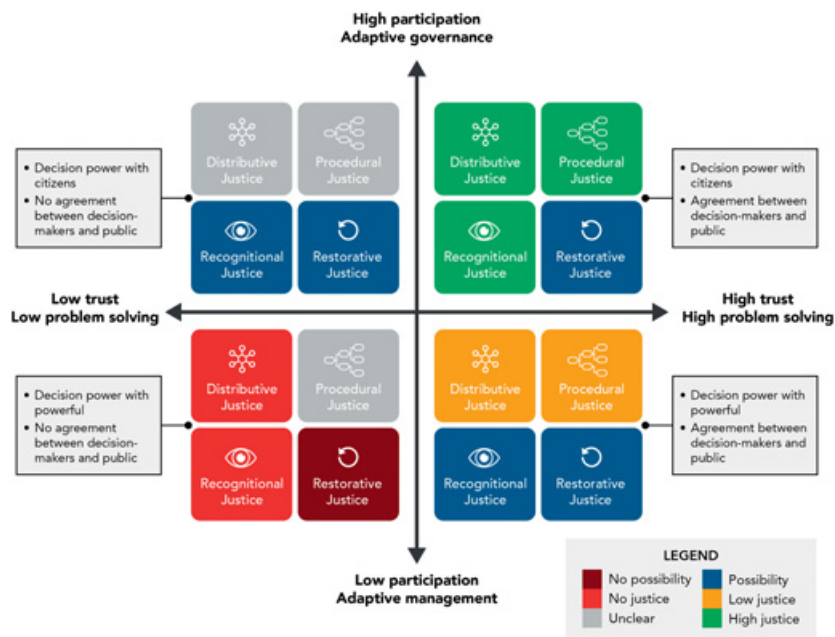 High participation
Adaptive governance
Distributive
Justice
Procedural
Justice
Distributive
Justice
Procedural
Justice
• Decision power with
citizens
• No agreement
between decision-
makers and public
• Decision power with
citizens
• Agreement between
decision-makers and
public
Recognitional
Justice
Restorative
Justice
Recognitional
Justice
Restorative
Justice
Low trust
Low problem solving
High trust
High problem solving
Distributive
Justice
Procedural
Justice
Distributive
Justice
Procedural
Justice
• Decision power with
powerful
• No agreement
between decision-
makers and public
• Decision power with
powerful
• Agreement between
decision-makers and
public
Recognitional
Justice
Restorative
Justice
Recognitional
Justice
Restorative
Justice
Low participation
Adaptive management
LEGEND
No possibility
Possibility
No justice
Low justice
Unclear
High justice